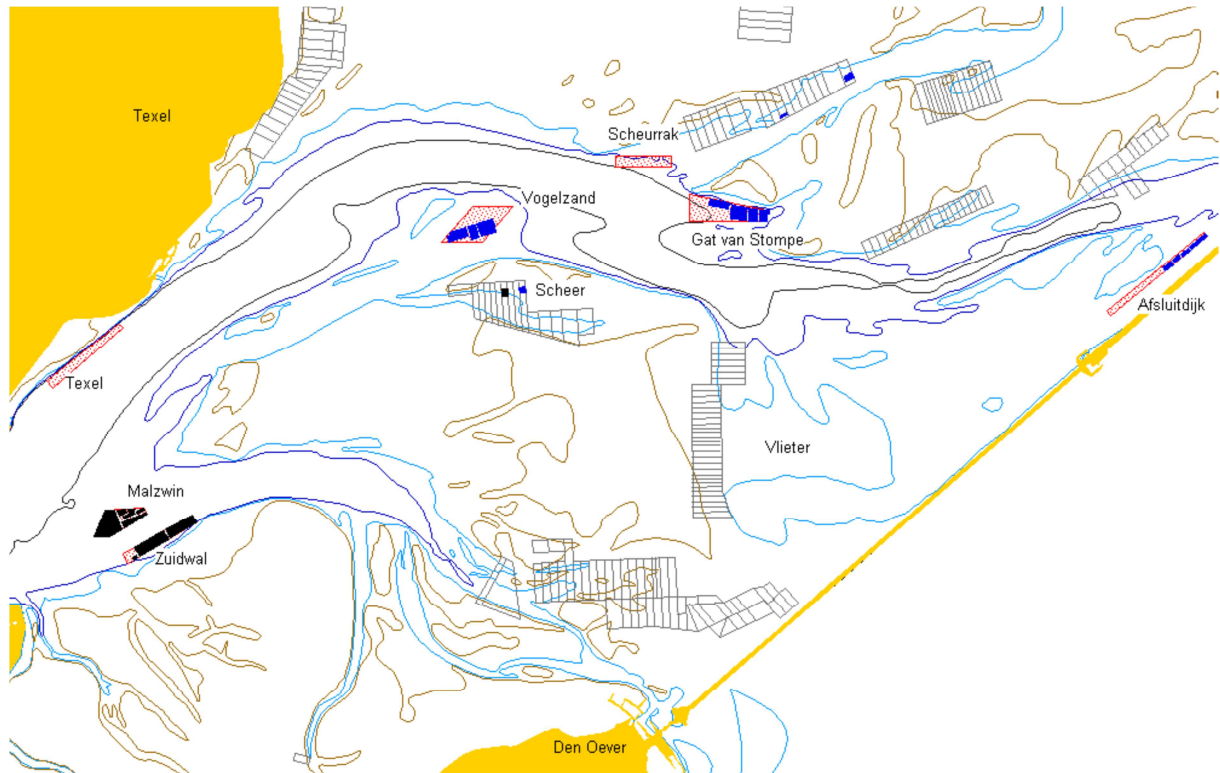 Texel
Scheurrak
Vogelzand
Gat van Stompe
Scheer
Afsluitdijk
Texel
Vlieter
Malzwin
Zuidwal
Den Oever